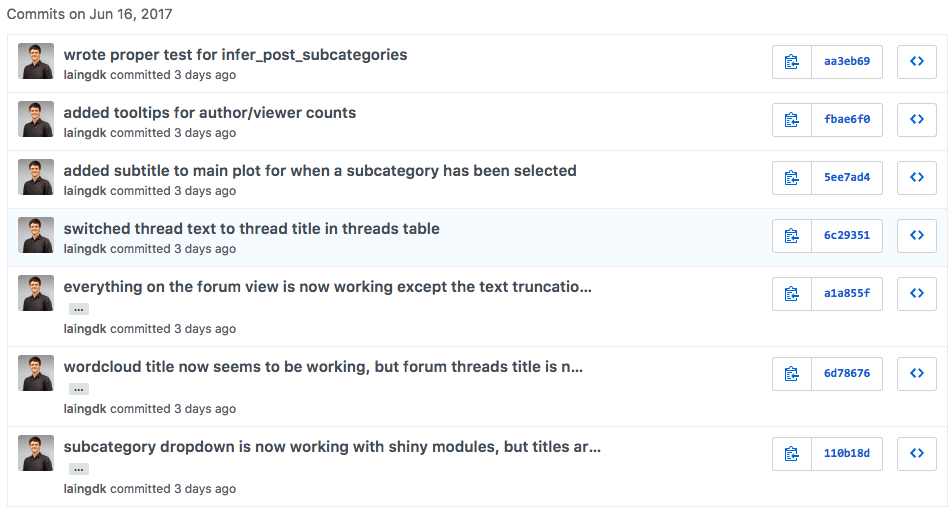 Commits on Jun 16, 2017
wrote proper test for infer_post_subcategories
laingdk committed 3 days ago
aa3eb69
added tooltips for author/viewer counts
laingdk committed 3 days ago
fbae6f0
added subtitle to main plot for when a subcategory has been selected
laingdk committed 3 days ago
5ee7ad4
switched thread text to thread title in threads table
laingdk committed 3 days ago
6c29351
everything on the forum view is now working except the text truncatio...
...
laingdk committed 3 days ago
a1a855f
wordcloud title now seems to be working, but forum threads title is n...
...
laingdk committed 3 days ago
6d78676
subcategory dropdown is now working with shiny modules, but titles ar...
...
laingdk committed 3 days ago
110b18d